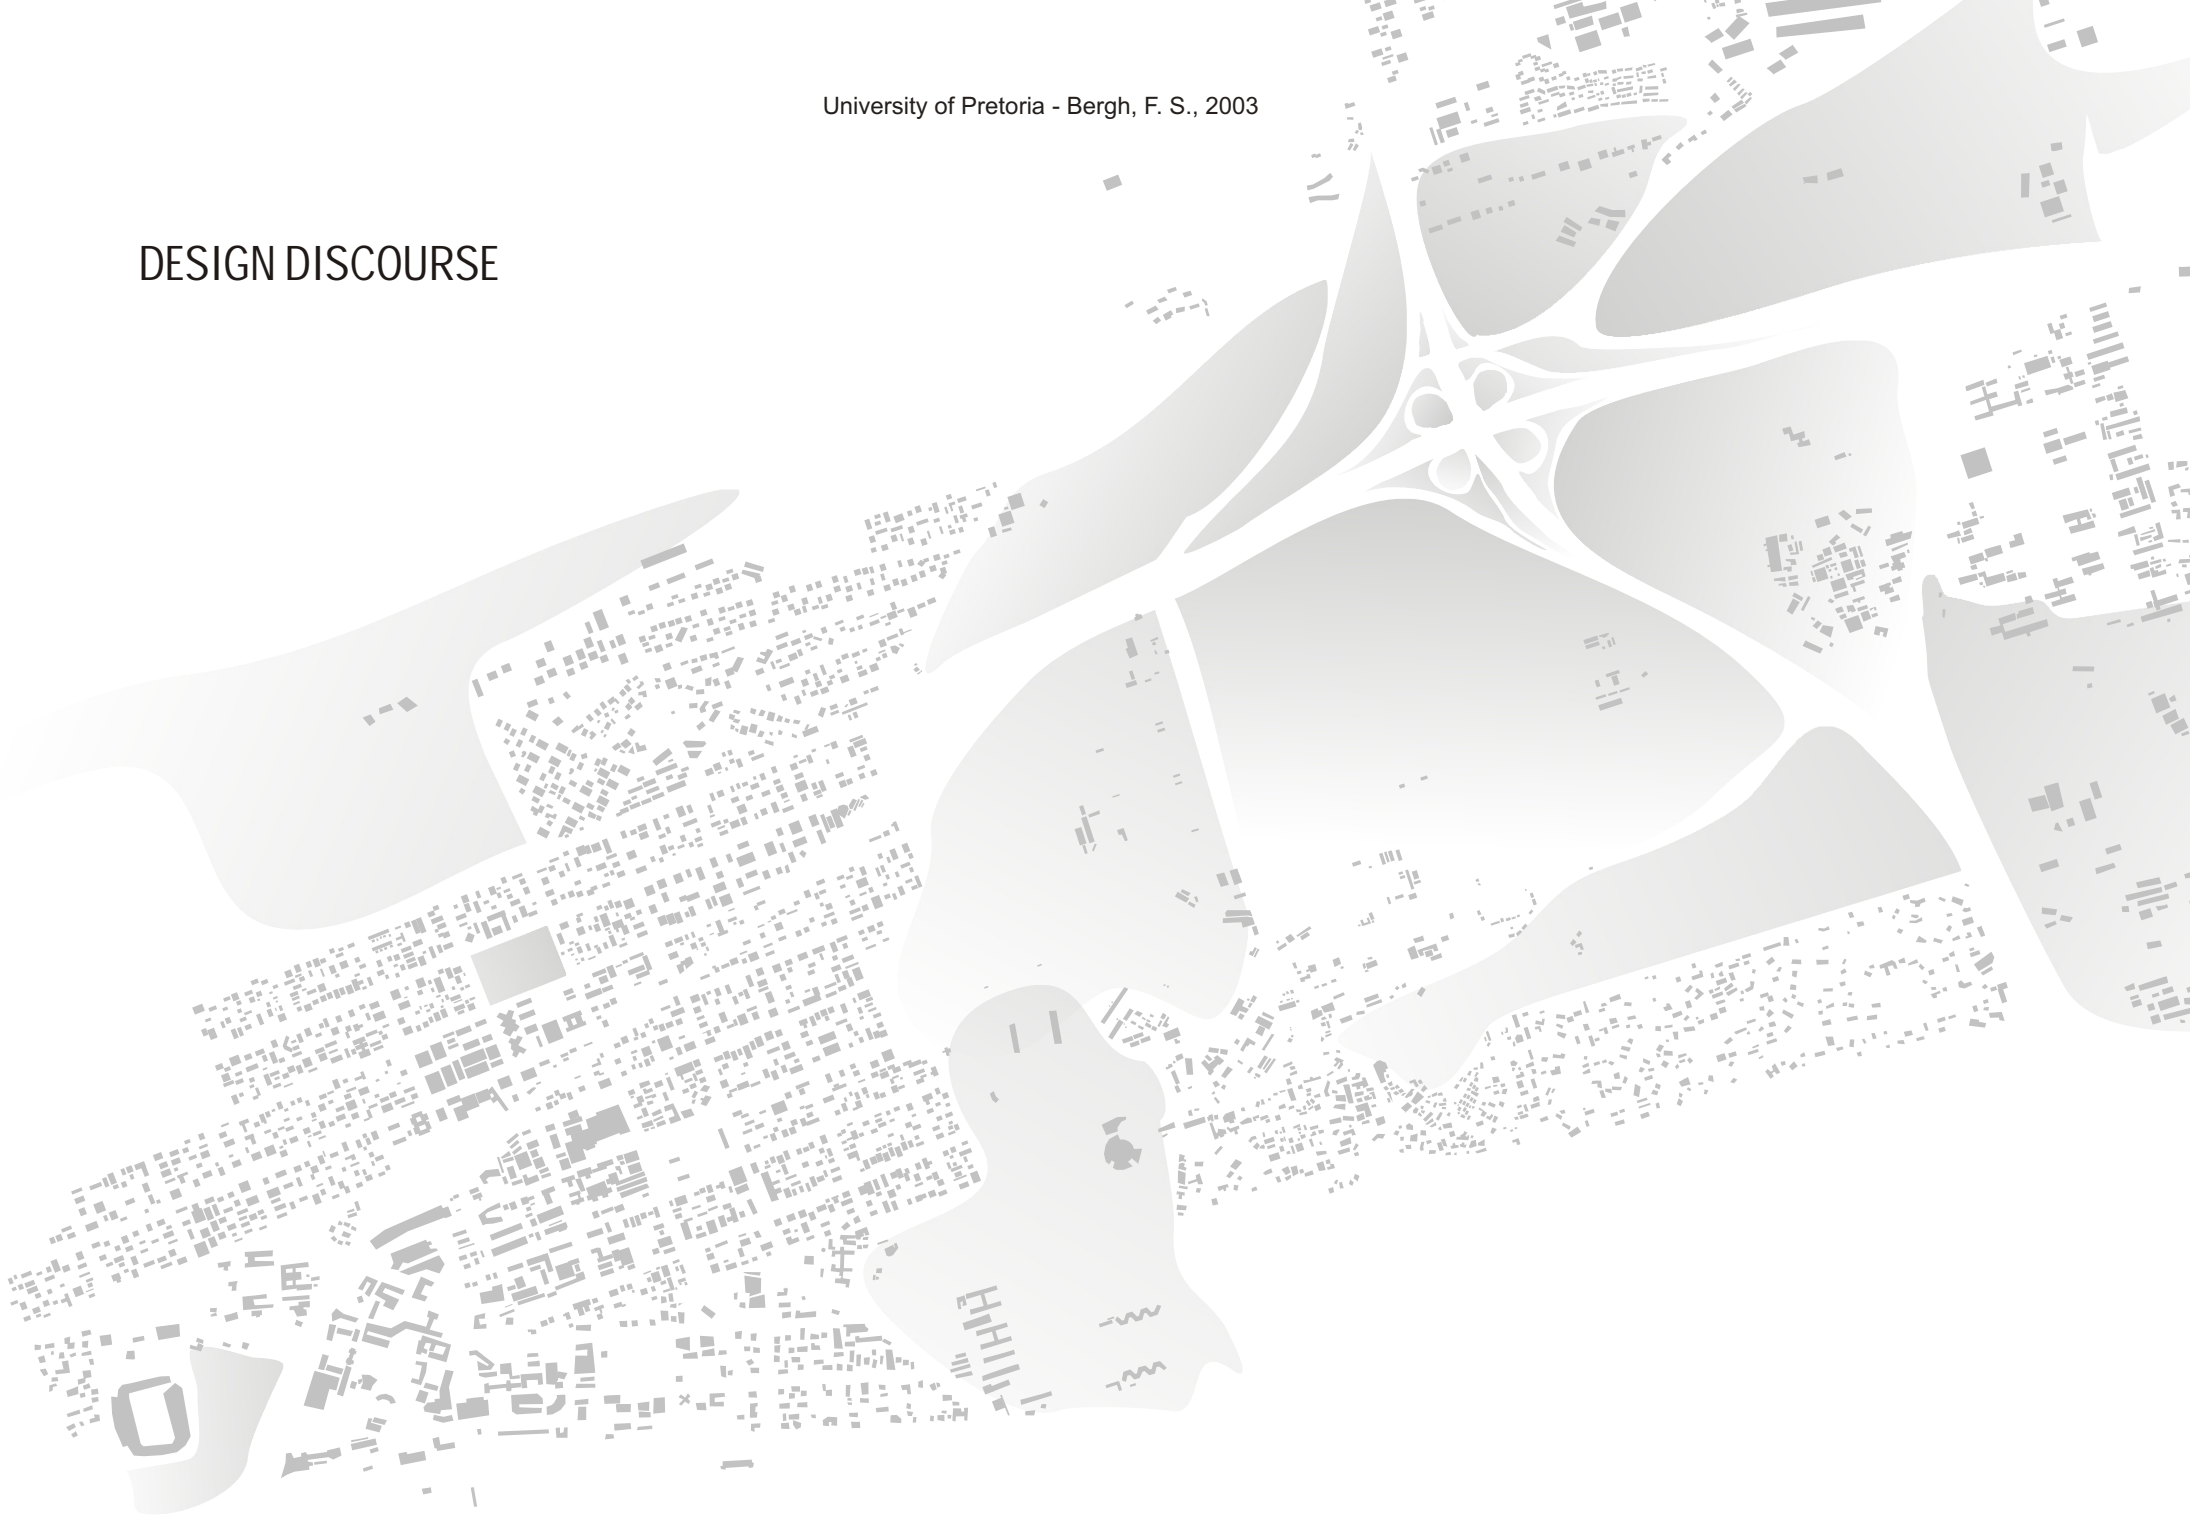 University of Pretoria - Bergh, F. S., 2003
DESIGN DISCOURSE